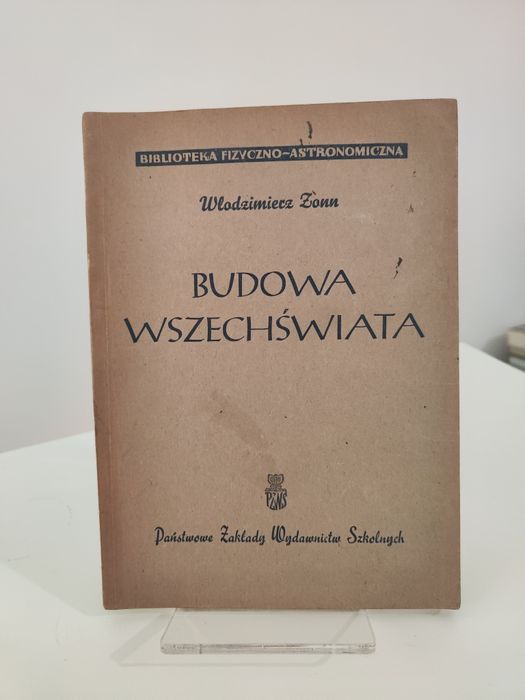 BIBLIOTEKA FIZYCZNO-ASTRONOMICZNA
Włodzimierz Zonn
BUDOWA
WSZECHŚWIATA
PZWS
Państwowe Zakłady Wydawnictw Szkolnych